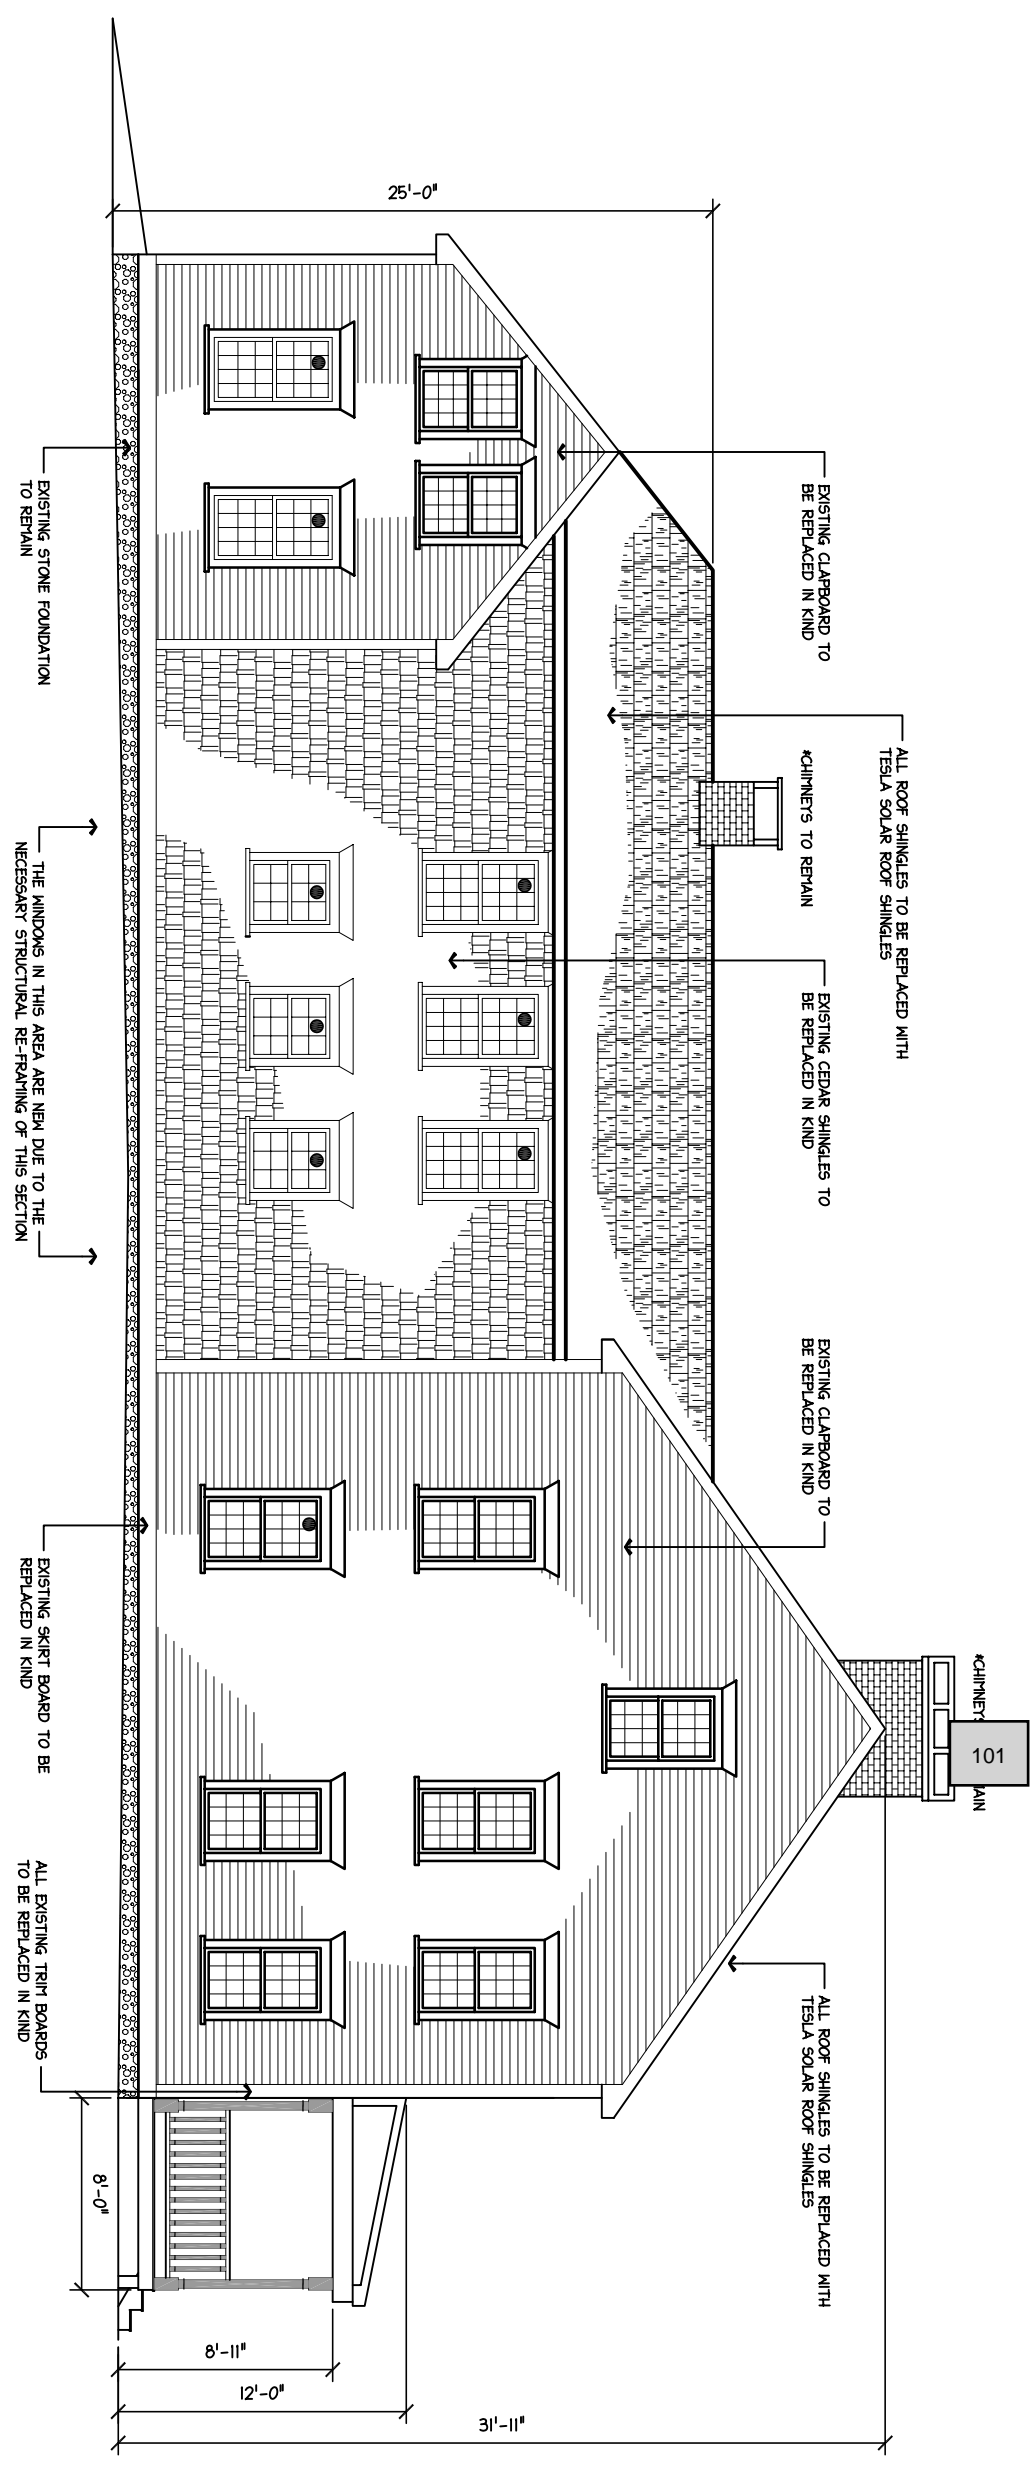 25'-0"
EXISTING CLAPBOARD TO
BE REPLACED IN KIND
ALL ROOF SHINGLES TO BE REPLACED WITH
TESLA SOLAR ROOF SHINGLES
*CHIMNEYS TO REMAIN
EXISTING CEDAR SHINGLES TO
BE REPLACED IN KIND
EXISTING CLAPBOARD TO
BE REPLACED IN KIND
*CHIMNEYS
101
ALL ROOF SHINGLES TO BE REPLACED WITH
TESLA SOLAR ROOF SHINGLES
EXISTING STONE FOUNDATION
TO REMAIN
THE WINDOWS IN THIS AREA ARE NEW DUE TO THE
NECESSARY STRUCTURAL RE-FRAMING OF THIS SECTION
EXISTING SKIRT BOARD TO BE
REPLACED IN KIND
ALL EXISTING TRIM BOARDS
TO BE REPLACED IN KIND
8'-0"
8'-11"
12'-0"
31'-11"